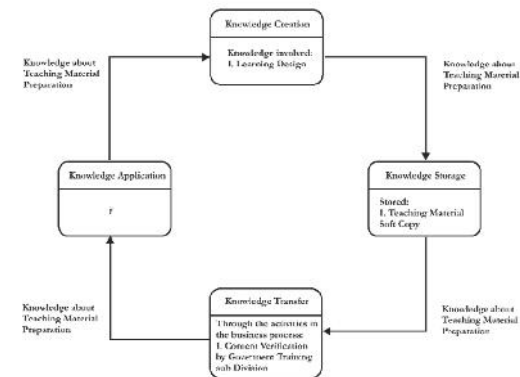 Knowledge Creation
Knowledge involved:
1. Learning Design
Knowledge about
Teaching Material
Preparation
Knowledge about
Teaching Material
Preparation
Knowledge Application
Knowledge Storage
Stored:
1. Teaching Material
Soft Copy
Knowledge about
Teaching Material
Preparation
Knowledge about
Teaching Material
Preparation
Knowledge Transfer
Through the activities in
the business process:
1. Content Verification
by Government Training
sub Division